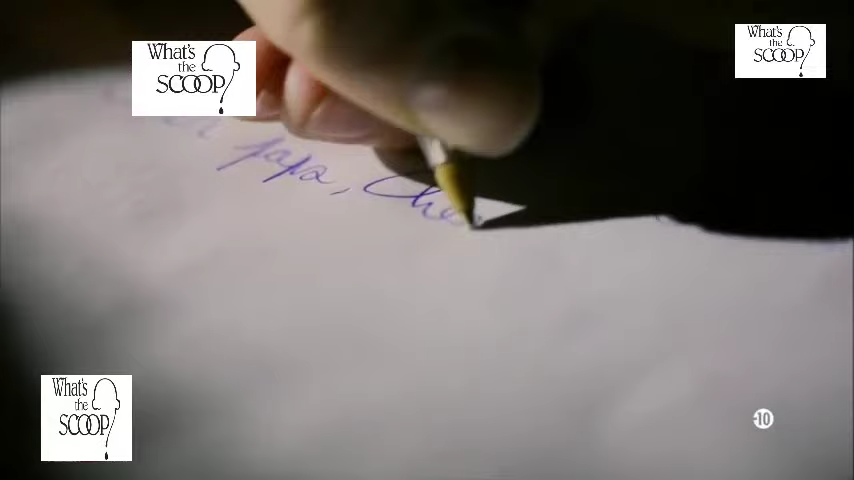 What's
the
SCOOP?
What's
the
SCOOP?
papa, Che
What's
the
SCOOP?
-10